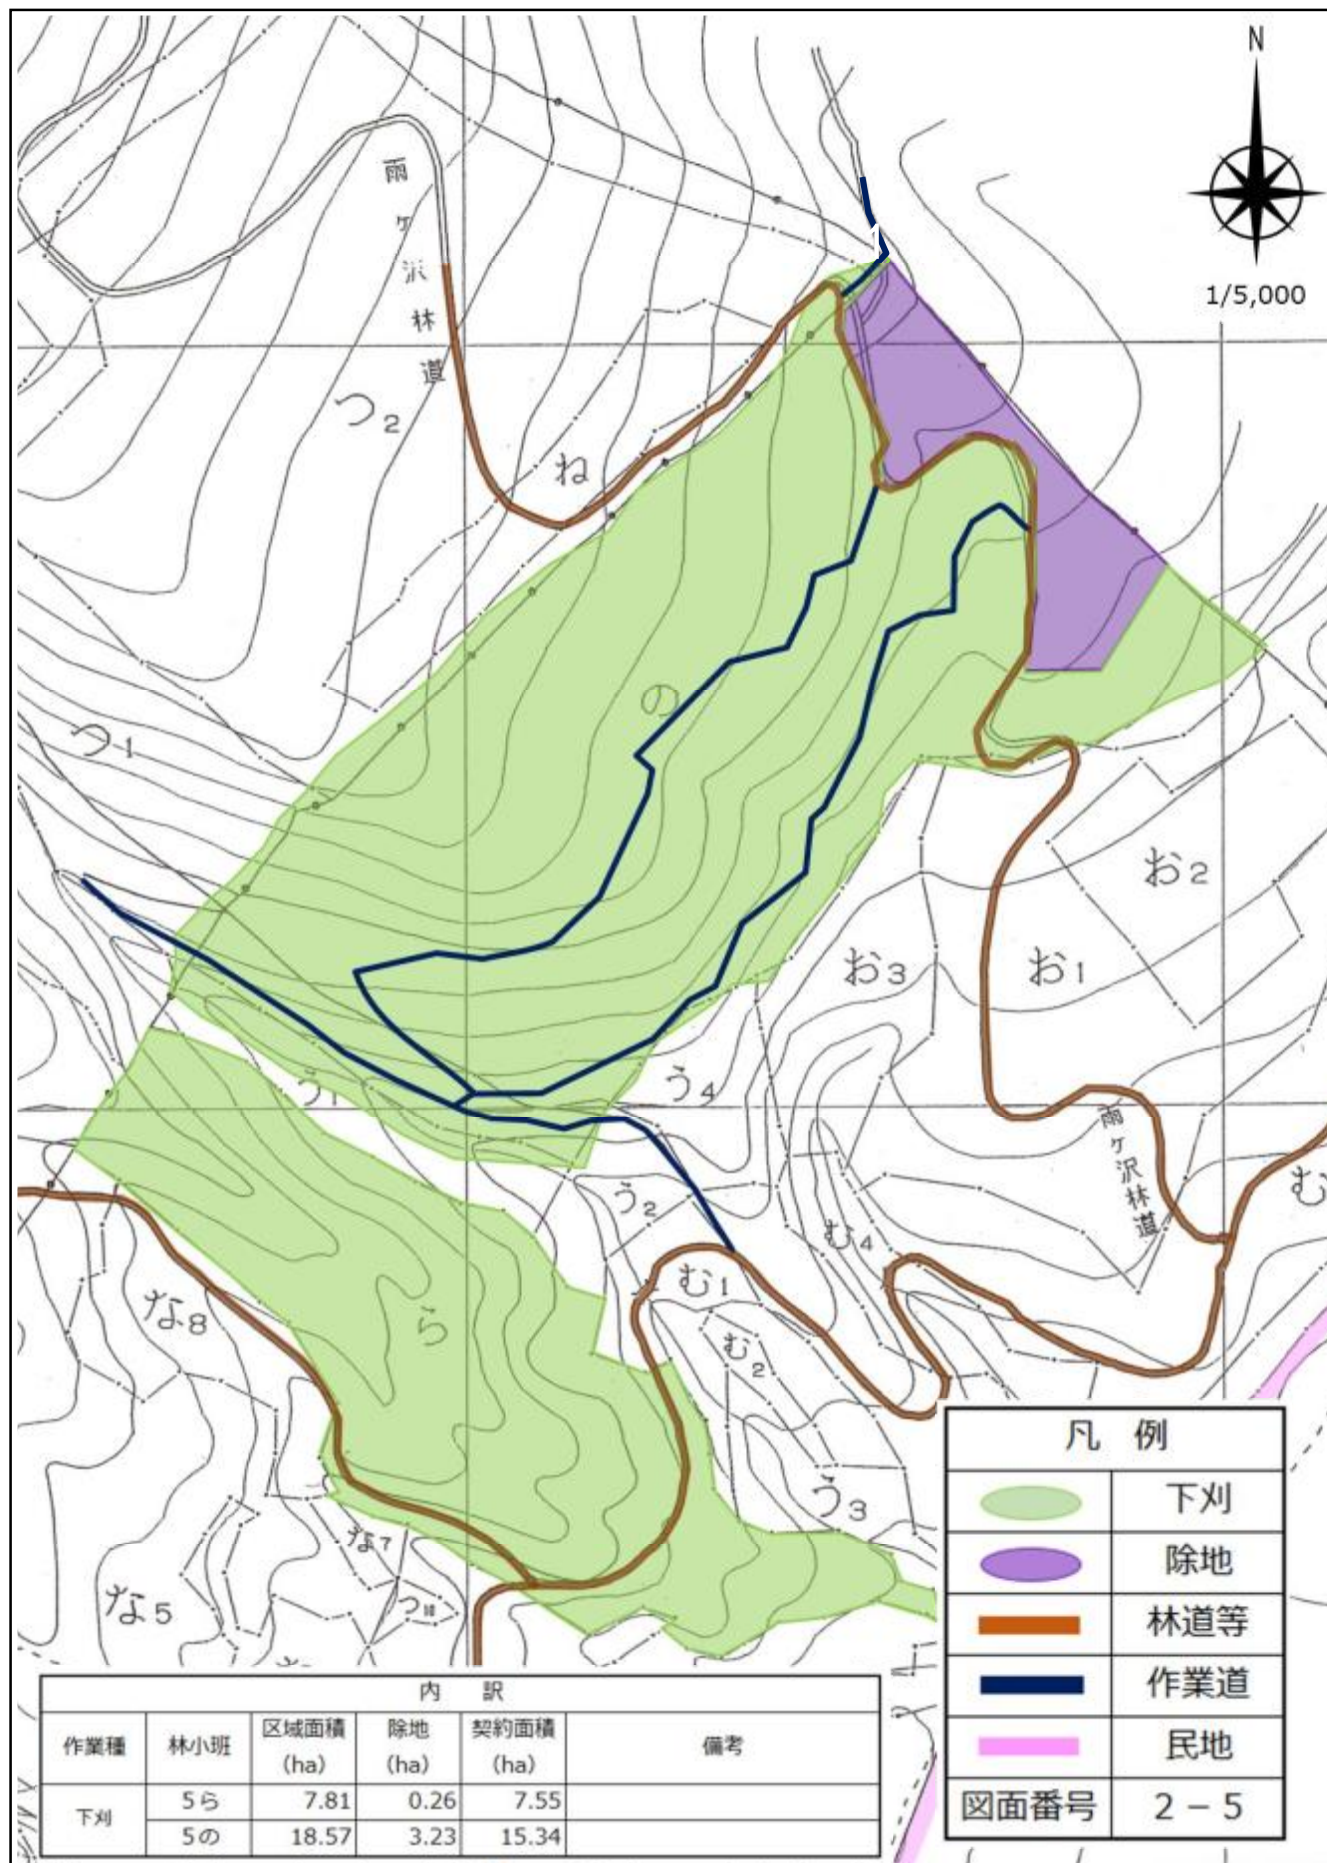 N
1/5,000
雨ヶ沢林道
1
つ2
ね
の
つ1
お2
お3
お1
う4
う1
う2
雨ヶ沢林道
む
む4
む1
な8
ら
む2
う3
な7
な5
つ10
凡 例
下刈
除地
林道等
作業道
民地
図面番号 2－5
内 訳
作業種 林小班 区域面積(ha) 除地(ha) 契約面積(ha) 備考
下刈 5ら 7.81 0.26 7.55
5の 18.57 3.23 15.34